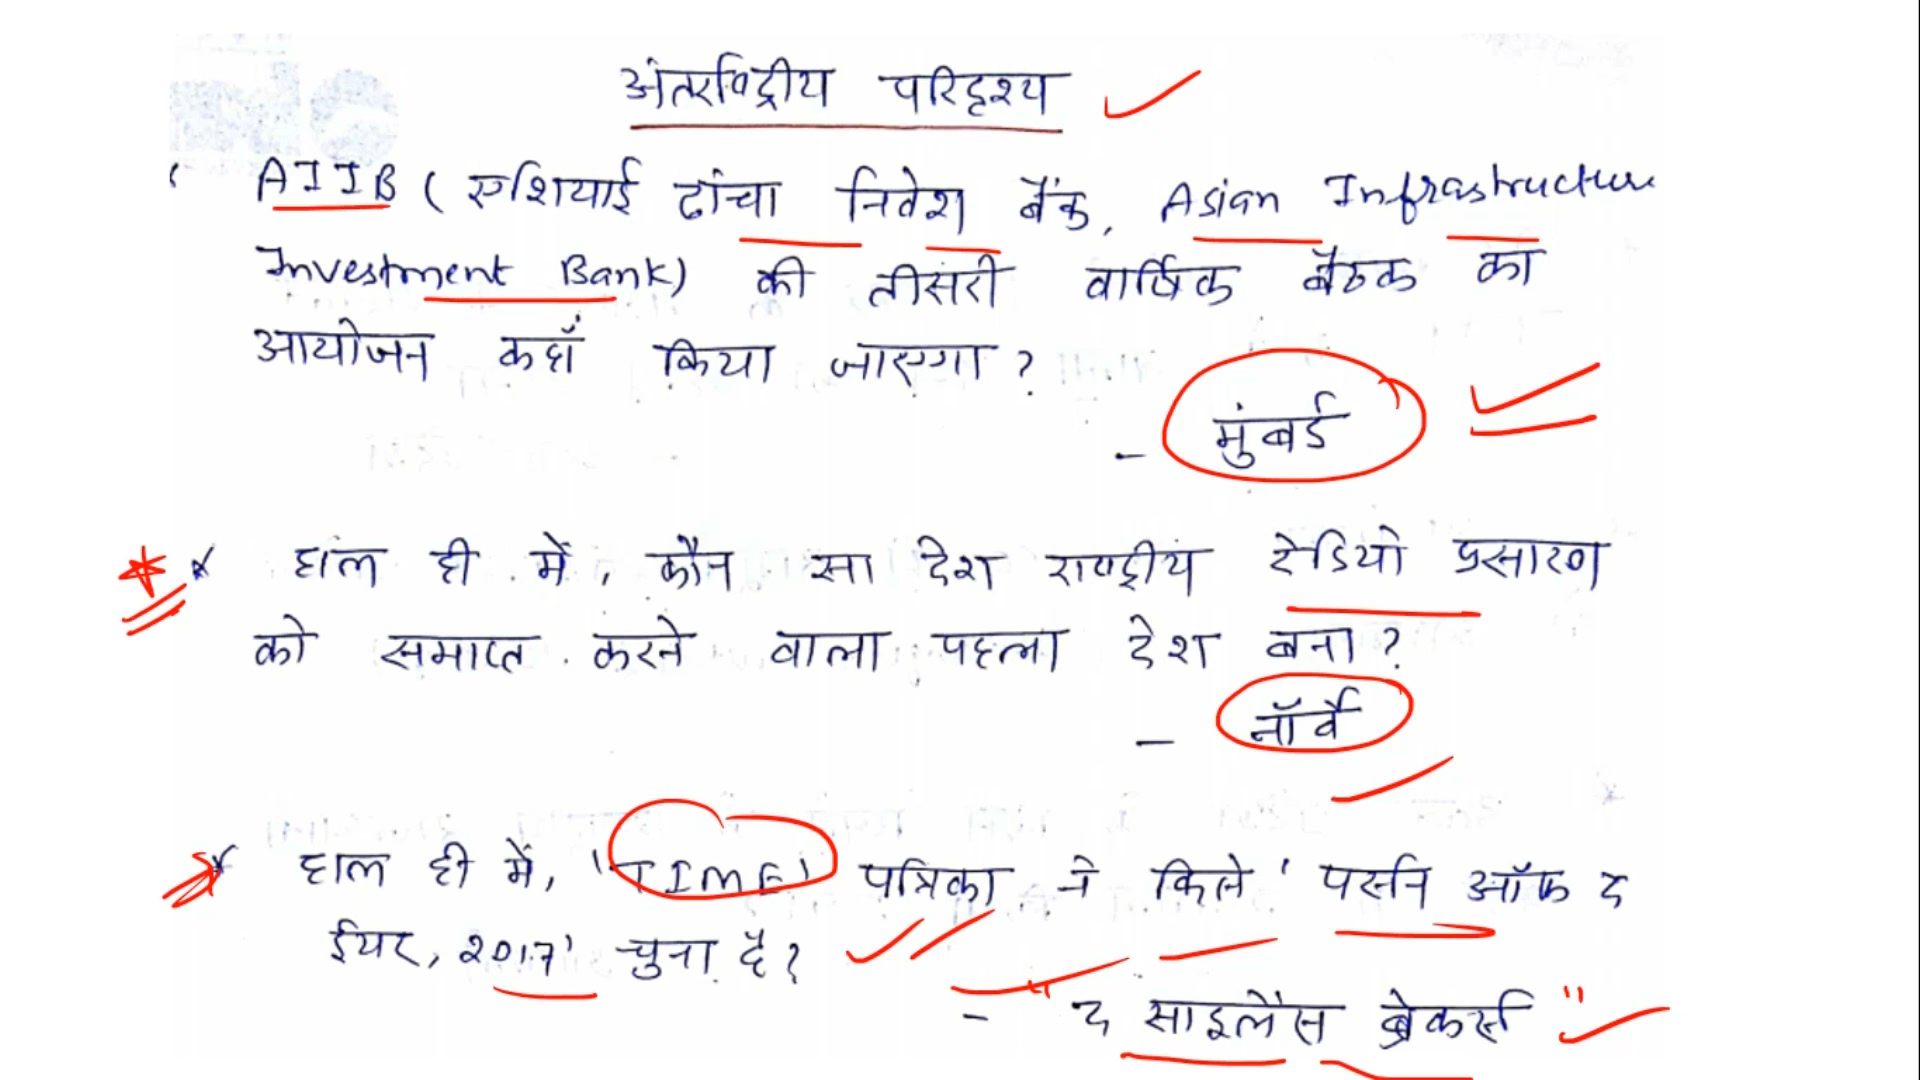 अंतर्राष्ट्रीय परिदृश्य
AIIB ( एशियाई ढांचा निवेश बैंक, Asian Infrastructure
Investment Bank) की तीसरी वार्षिक बैठक का
आयोजन कहाँ किया जाएगा ?
- मुंबई
* हाल ही में, कौन सा देश राष्ट्रीय रेडियो प्रसारण
को समाप्त करने वाला पहला देश बना ?
- नॉर्वे
* हाल ही में, 'TIME' पत्रिका ने किसे 'पर्सन ऑफ द
ईयर, 2017' चुना है ?
- "द साइलेंस ब्रेकर्स"